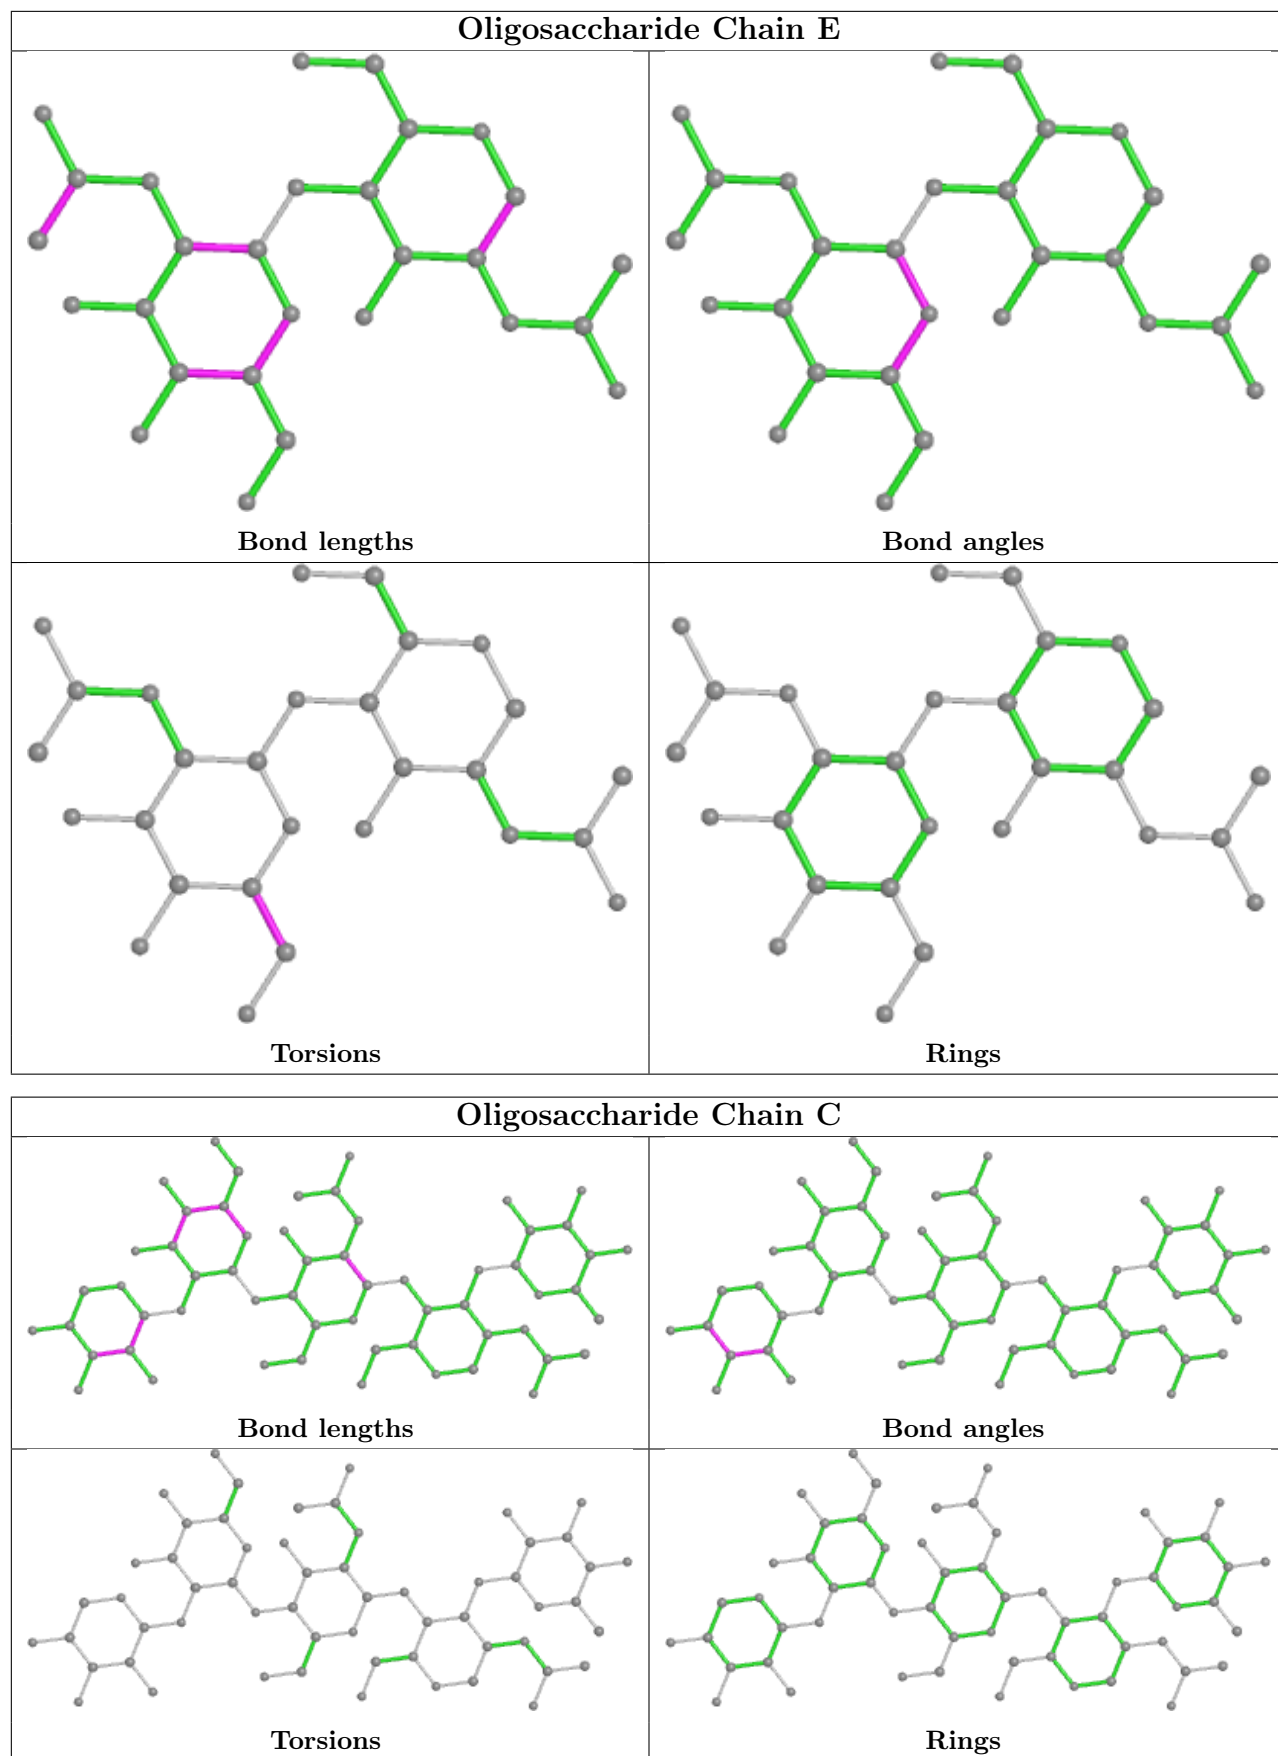 Oligosaccharide Chain E
Bond lengths
Bond angles
Torsions
Rings
Oligosaccharide Chain C
Bond lengths
Bond angles
Torsions
Rings